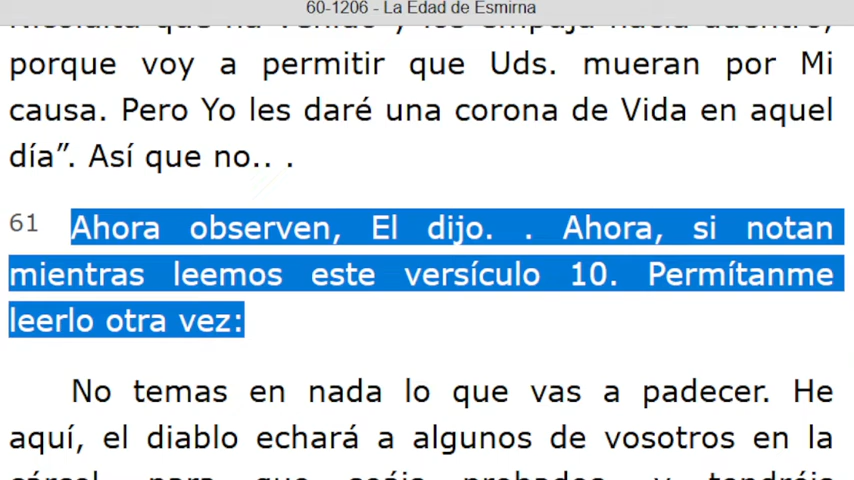 60-1206 - La Edad de Esmirna
porque voy a permitir que Uds. mueran por Mi
causa. Pero Yo les daré una corona de Vida en aquel
día”. Así que no.. .
61 Ahora observen, El dijo. . Ahora, si notan
mientras leemos este versículo 10. Permítanme
leerlo otra vez:
No temas en nada lo que vas a padecer. He
aquí, el diablo echará a algunos de vosotros en la